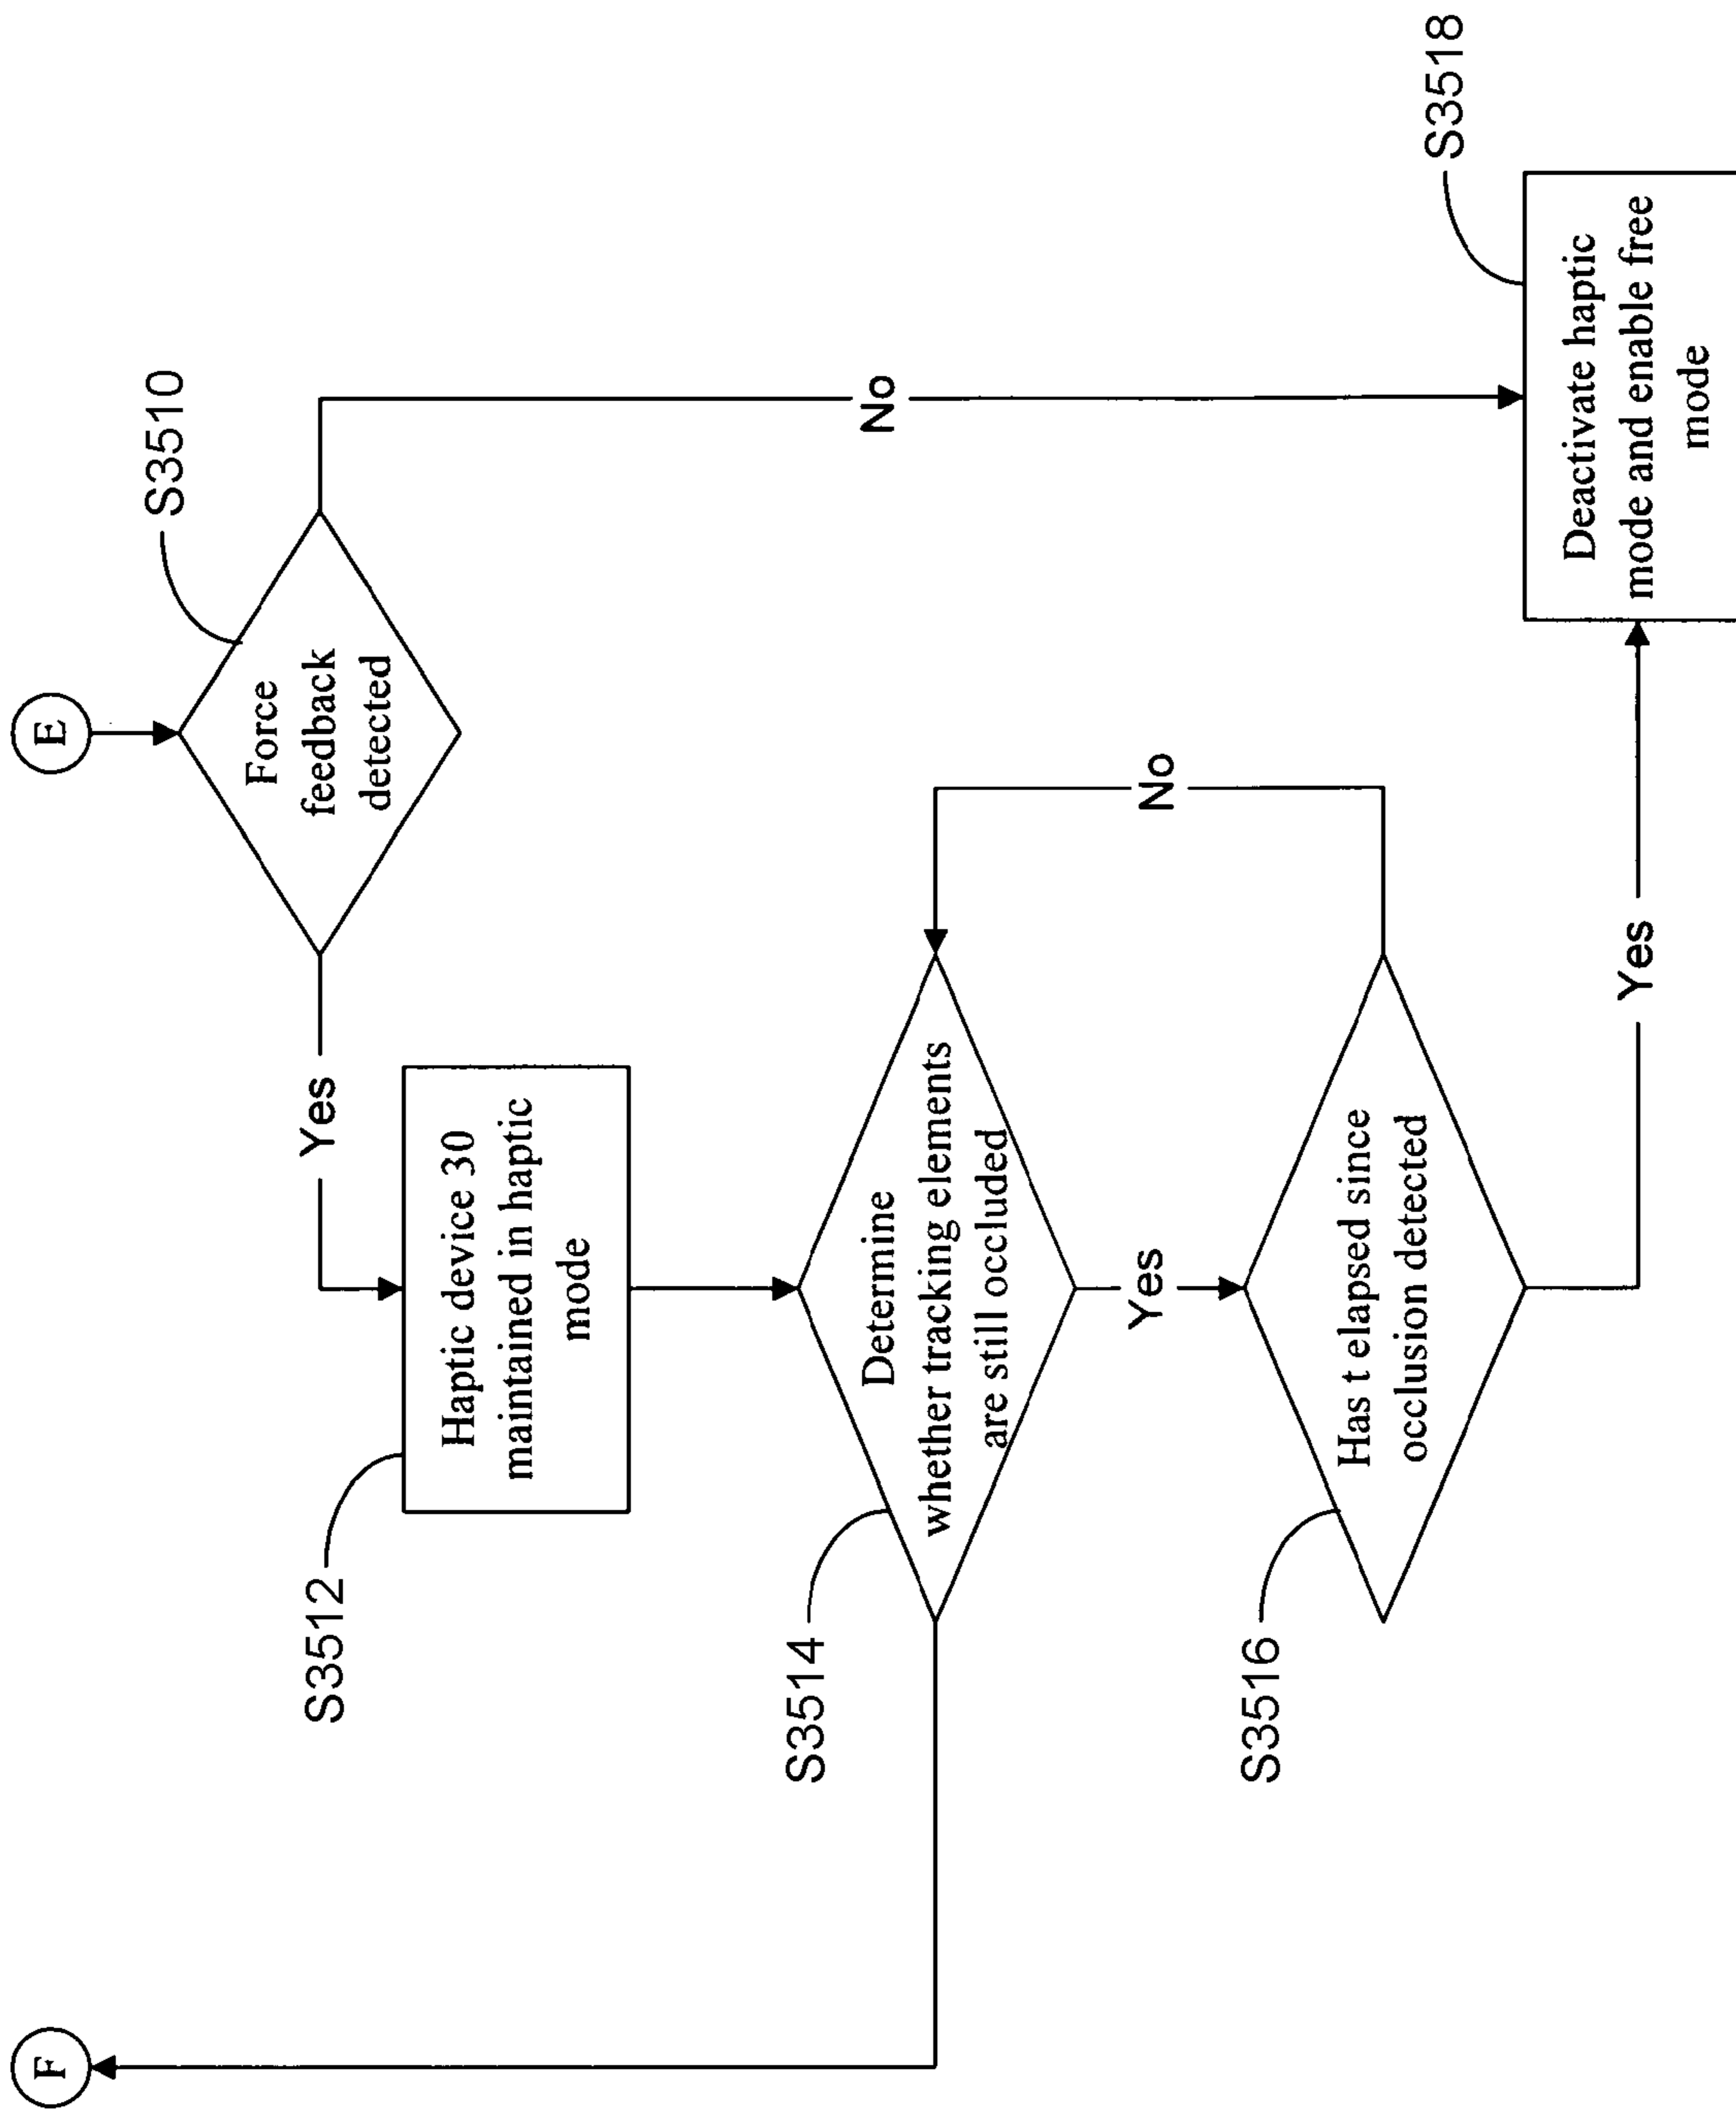 E
S3510
Force
feedback
detected
Yes
No
S3512
Haptic device 30
maintained in haptic
mode
F
S3514
Determine
whether tracking elements
are still occluded
No
Yes
S3516
Has t elapsed since
occlusion detected
Yes
S3518
Deactivate haptic
mode and enable free
mode